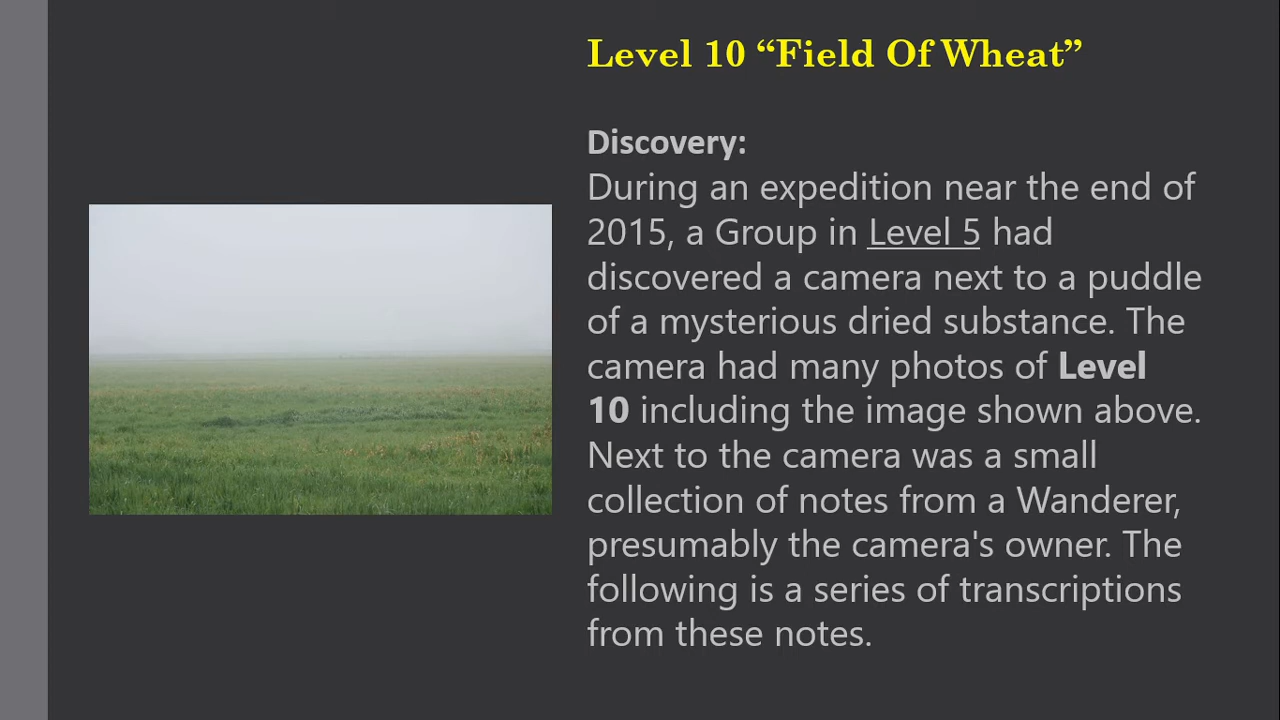 Level 10 “Field Of Wheat”
Discovery:
During an expedition near the end of
2015, a Group in Level 5 had
discovered a camera next to a puddle
of a mysterious dried substance. The
camera had many photos of Level
10 including the image shown above.
Next to the camera was a small
collection of notes from a Wanderer,
presumably the camera's owner. The
following is a series of transcriptions
from these notes.